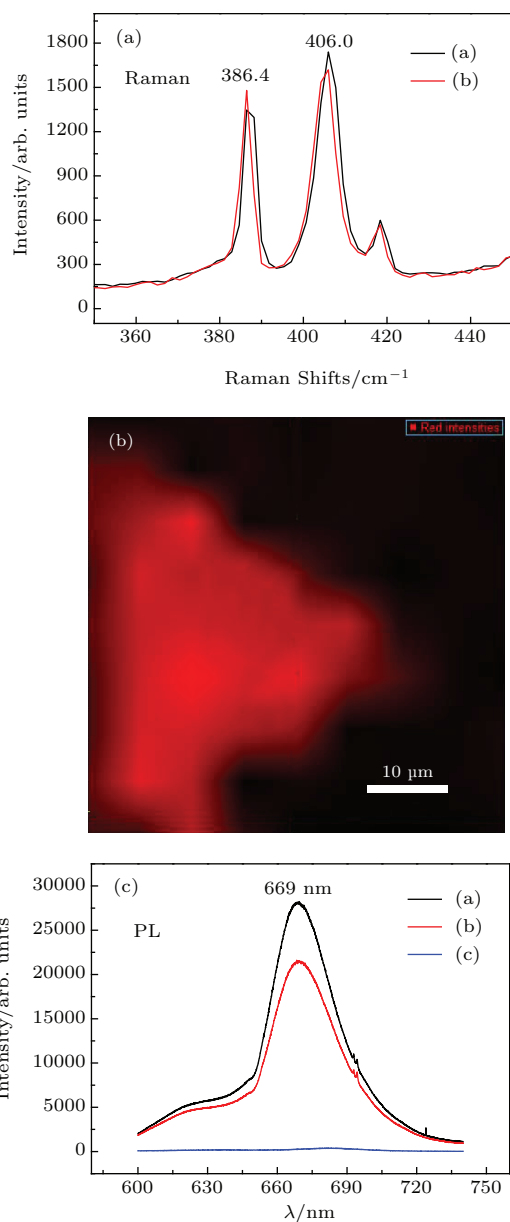 (a)
Raman
386.4
406.0
(a)
(b)
Intensity/arb. units
1800
1500
1200
900
600
300
0
360
380
400
420
440
Raman Shifts/cm⁻¹
(b)
Red intensities
10 µm
(c)
PL
669 nm
(a)
(b)
(c)
Intensity/arb. units
30000
25000
20000
15000
10000
5000
0
600
630
660
690
720
750
λ/nm